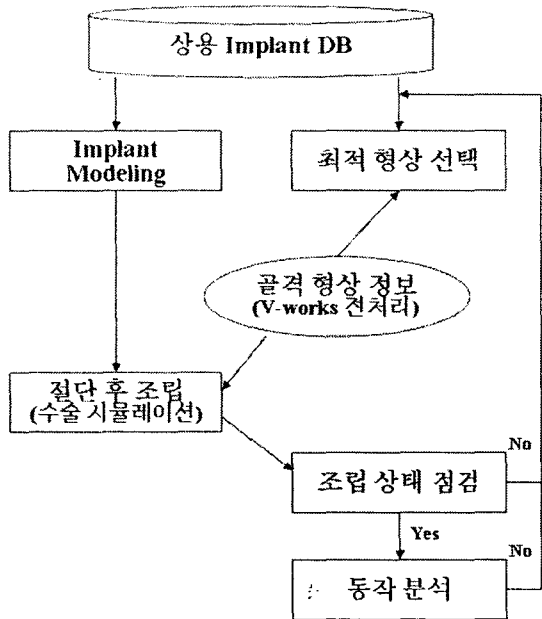 상용 Implant DB
Implant
Modeling
최적 형상 선택
골격 형상 정보
(V-works 전처리)
절단 후 조립
(수술 시뮬레이션)
No
조립 상태 점검
Yes
No
동작 분석